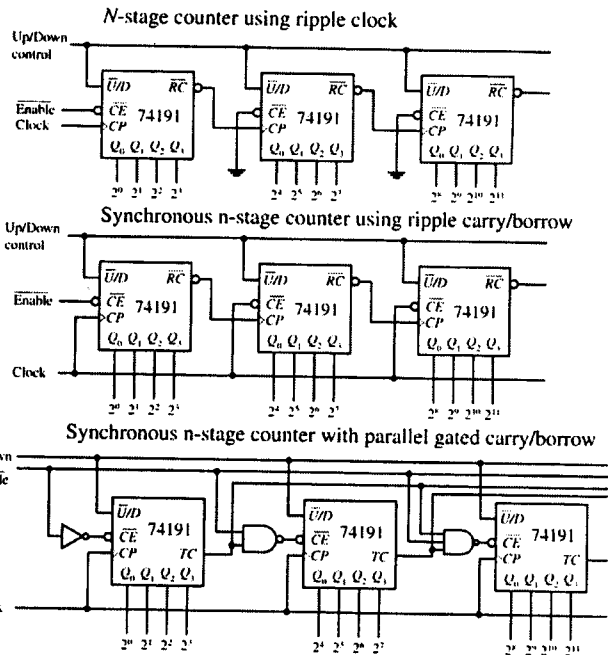 N-stage counter using ripple clock
Up/Down
control
U̅/D R̅C̅ U̅/D R̅C̅ U̅/D R̅C̅
E̅n̅a̅b̅l̅e̅ C̅E̅ 74191 C̅E̅ 74191 C̅E̅ 74191
Clock CP CP CP
Q₀ Q₁ Q₂ Q₃ Q₀ Q₁ Q₂ Q₃ Q₀ Q₁ Q₂ Q₃
2⁰ 2¹ 2² 2³ 2⁴ 2⁵ 2⁶ 2⁷ 2⁸ 2⁹ 2¹⁰ 2¹¹
Synchronous n-stage counter using ripple carry/borrow
Up/Down
control
U̅/D R̅C̅ U̅/D R̅C̅ U̅/D R̅C̅
E̅n̅a̅b̅l̅e̅ C̅E̅ 74191 C̅E̅ 74191 C̅E̅ 74191
CP CP CP
Q₀ Q₁ Q₂ Q₃ Q₀ Q₁ Q₂ Q₃ Q₀ Q₁ Q₂ Q₃
Clock
2⁰ 2¹ 2² 2³ 2⁴ 2⁵ 2⁶ 2⁷ 2⁸ 2⁹ 2¹⁰ 2¹¹
Synchronous n-stage counter with parallel gated carry/borrow
U̅/D 74191 U̅/D 74191 U̅/D 74191
C̅E̅ C̅E̅ C̅E̅
CP TC CP TC CP TC
Q₀ Q₁ Q₂ Q₃ Q₀ Q₁ Q₂ Q₃ Q₀ Q₁ Q₂ Q₃
2⁰ 2¹ 2² 2³ 2⁴ 2⁵ 2⁶ 2⁷ 2⁸ 2⁹ 2¹⁰ 2¹¹